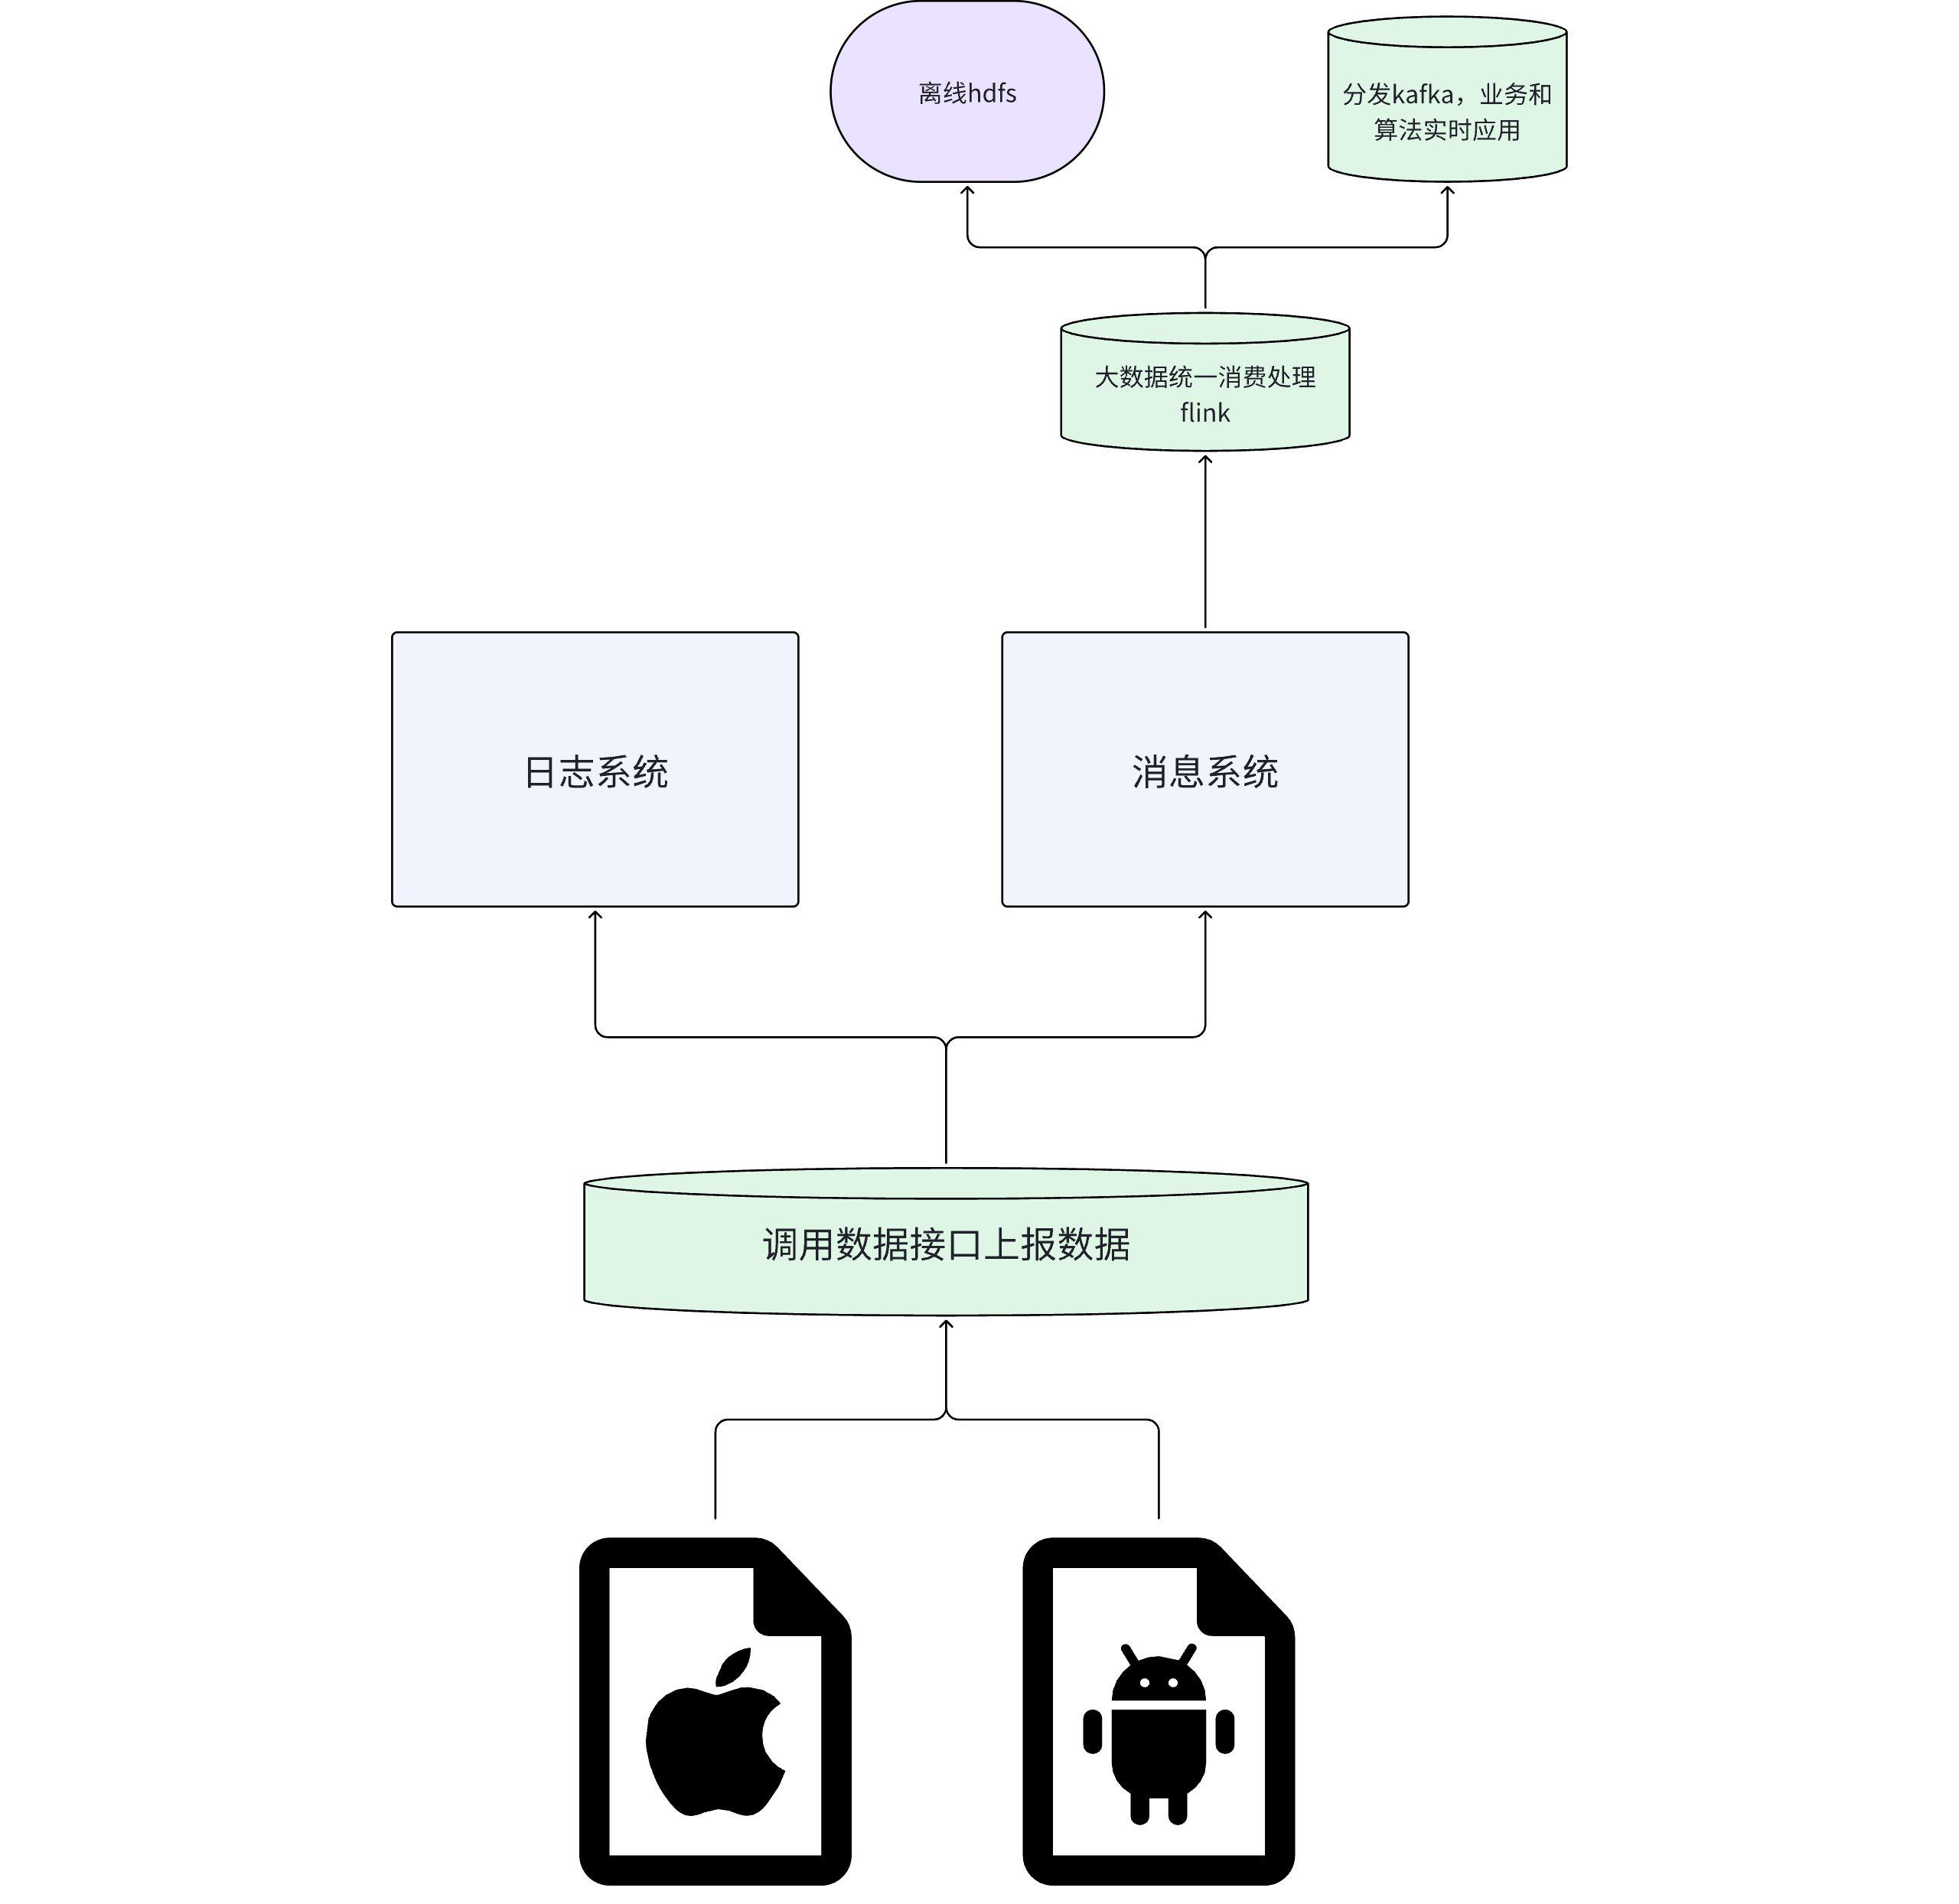 离线hdfs
分发kafka，业务和
算法实时应用
大数据统一消费处理
flink
日志系统
消息系统
调用数据接口上报数据